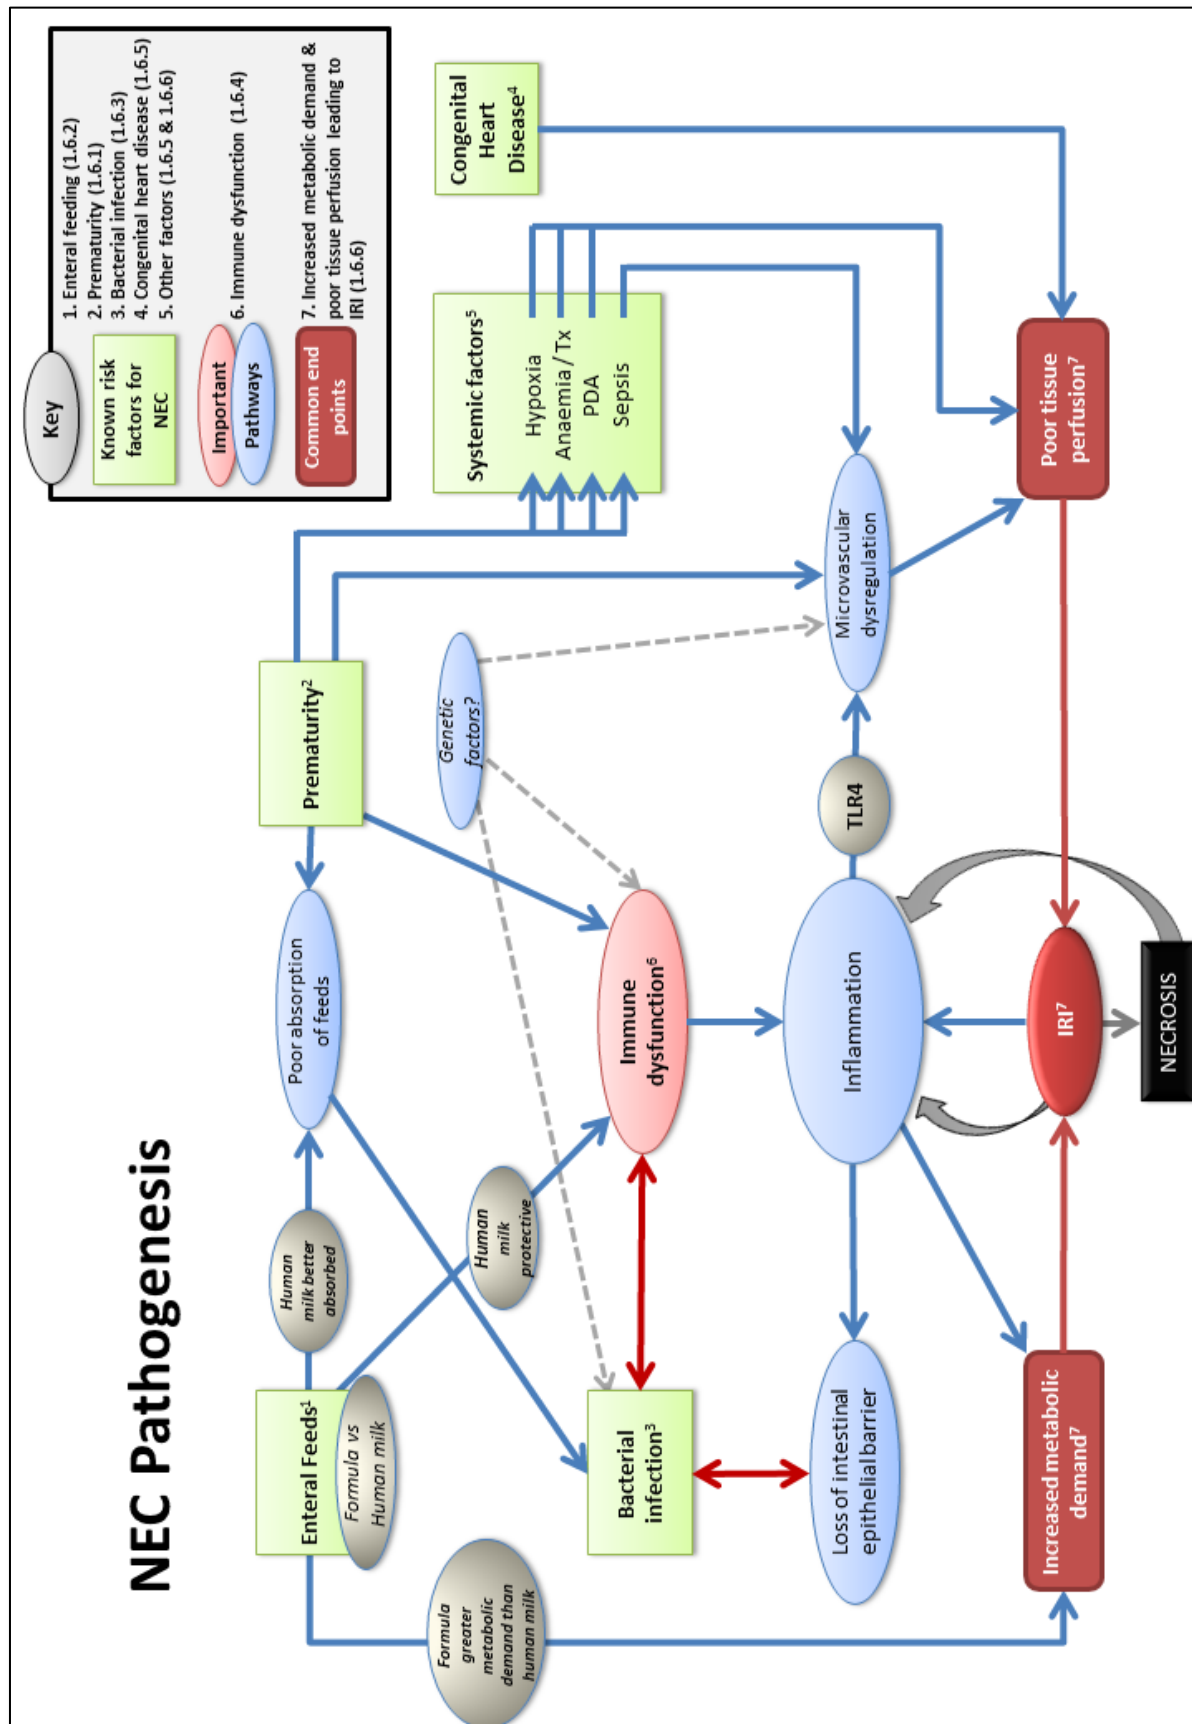 NEC Pathogenesis
Key
Known risk
factors for
NEC
1. Enteral feeding (1.6.2)
2. Prematurity (1.6.1)
3. Bacterial infection (1.6.3)
4. Congenital heart disease (1.6.5)
5. Other factors (1.6.5 & 1.6.6)
Important
Pathways
6. Immune dysfunction (1.6.4)
Common end
points
7. Increased metabolic demand &
poor tissue perfusion leading to
IRI (1.6.6)
Enteral Feeds¹
Formula vs
Human milk
Human
milk better
absorbed
Poor absorption
of feeds
Prematurity²
Formula
greater
metabolic
demand than
human milk
Human
milk
protective
Genetic
factors?
Systemic factors⁵
Hypoxia
Anaemia / Tx
PDA
Sepsis
Congenital
Heart
Disease⁴
Bacterial
infection³
Immune
dysfunction⁶
Loss of intestinal
epithelial barrier
Inflammation
TLR4
Microvascular
dysregulation
Increased metabolic
demand⁷
IRI⁷
Poor tissue
perfusion⁷
NECROSIS